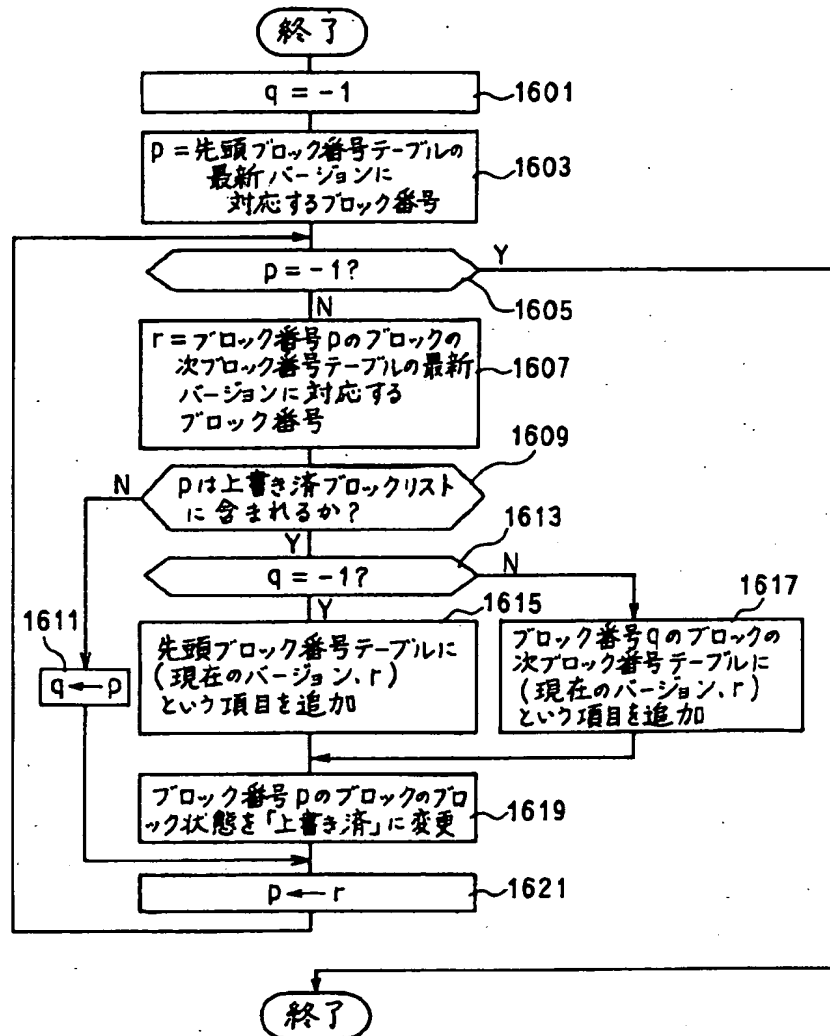 終了
q = -1
1601
p = 先頭ブロック番号テーブルの
最新バージョンに
対応するブロック番号
1603
p = -1?
Y
1605
N
r = ブロック番号pのブロックの
次ブロック番号テーブルの最新
バージョンに対応する
ブロック番号
1607
1609
pは上書き済ブロックリスト
に含まれるか?
N
Y
1613
q = -1?
N
Y
1611
q ← p
1615
先頭ブロック番号テーブルに
(現在のバージョン、r)
という項目を追加
1617
ブロック番号qのブロックの
次ブロック番号テーブルに
(現在のバージョン、r)
という項目を追加
ブロック番号pのブロックのブロ
ック状態を「上書き済」に変更
1619
p ← r
1621
終了